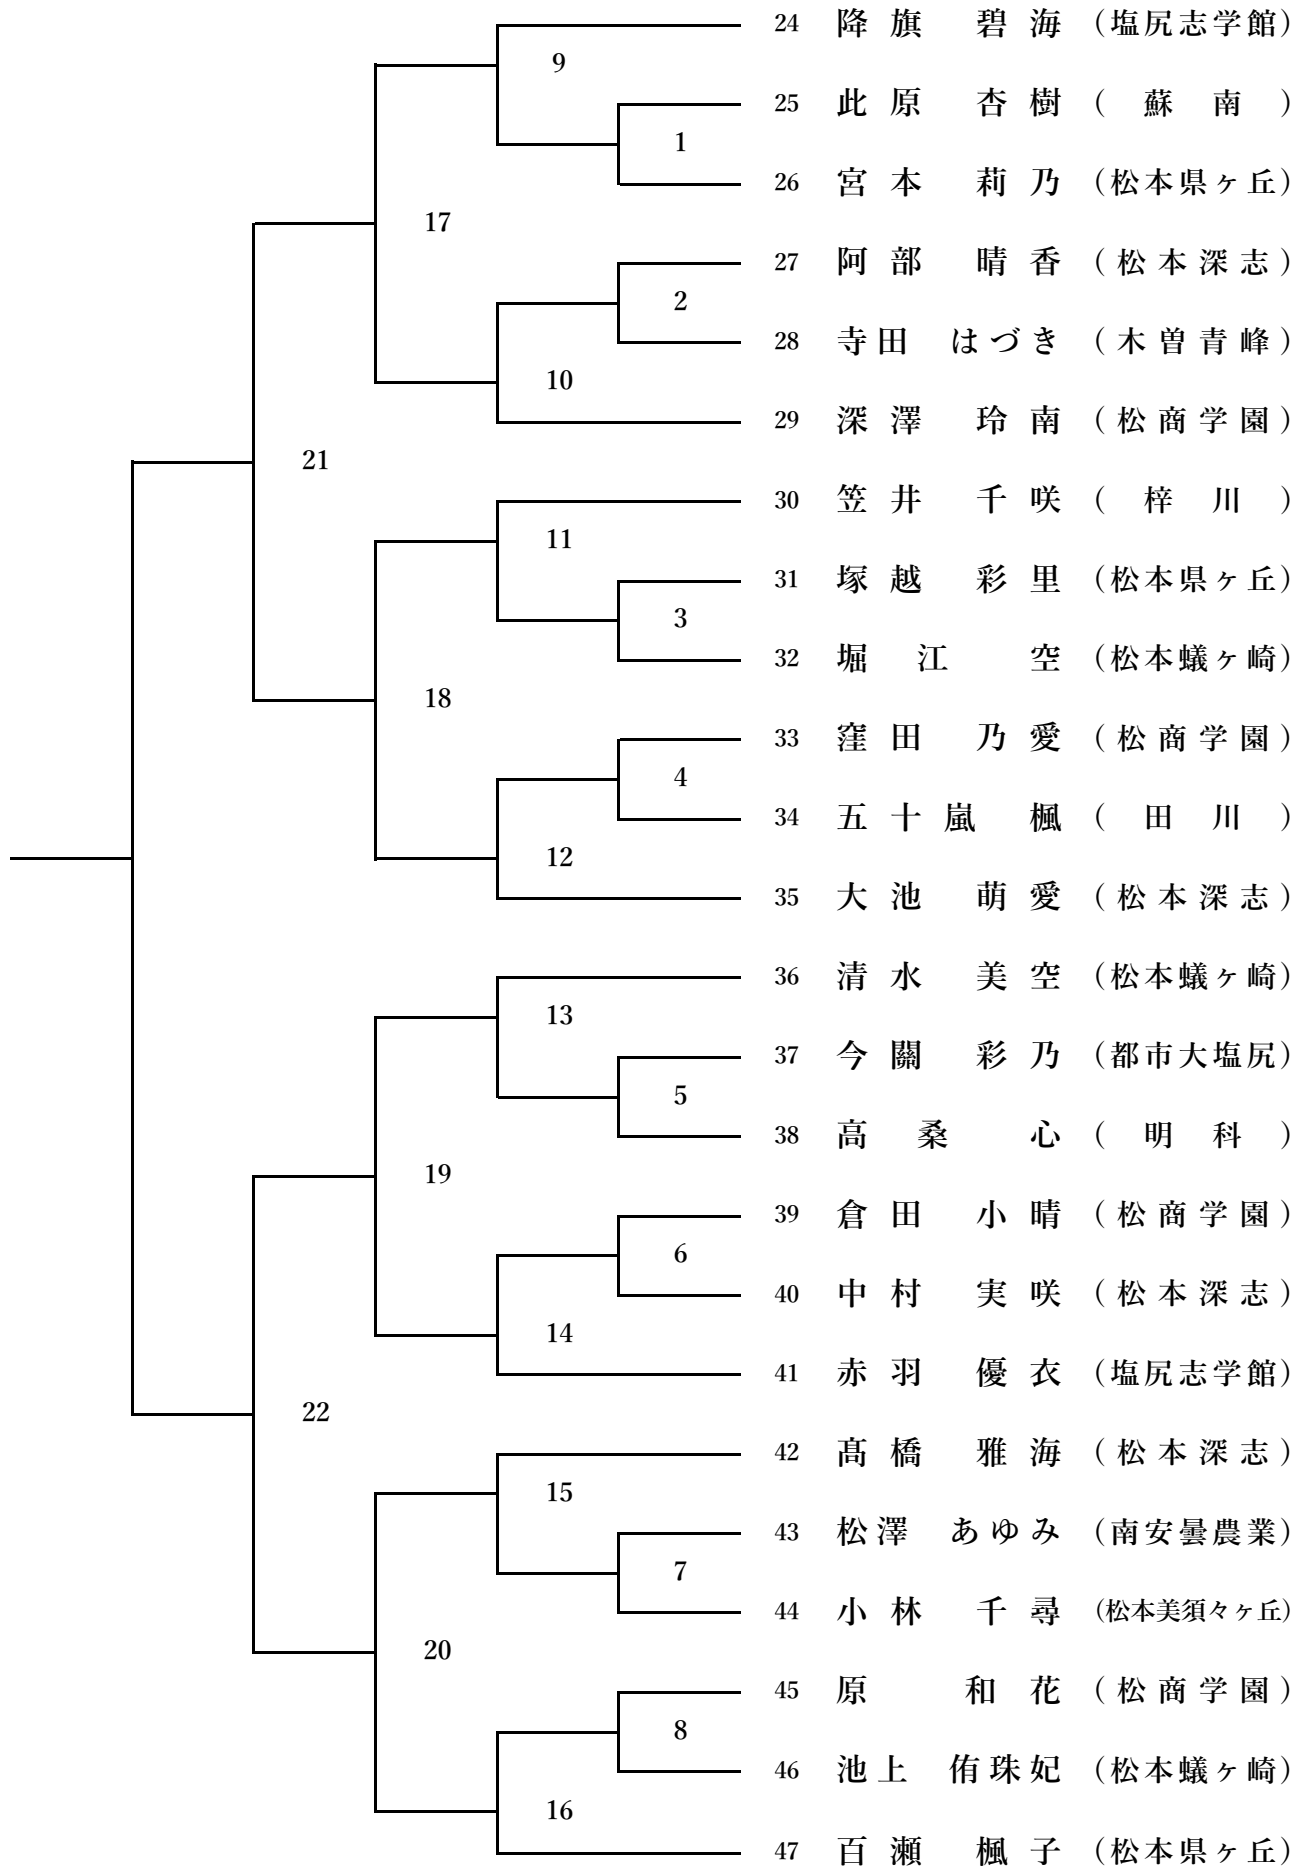 24 降旗 碧海 (塩尻志学館)
9
25 此原 杏樹 (蘇南)
1
26 宮本 莉乃 (松本県ヶ丘)
17
27 阿部 晴香 (松本深志)
2
28 寺田 はづき (木曽青峰)
10
29 深澤 玲南 (松商学園)
21
30 笠井 千咲 (梓川)
11
31 塚越 彩里 (松本県ヶ丘)
3
32 堀江 空 (松本蟻ヶ崎)
18
33 窪田 乃愛 (松商学園)
4
34 五十嵐 楓 (田川)
12
35 大池 萌愛 (松本深志)
36 清水 美空 (松本蟻ヶ崎)
13
37 今關 彩乃 (都市大塩尻)
5
38 高桑 心 (明科)
19
39 倉田 小晴 (松商学園)
6
40 中村 実咲 (松本深志)
14
41 赤羽 優衣 (塩尻志学館)
22
42 髙橋 雅海 (松本深志)
15
43 松澤 あゆみ (南安曇農業)
7
44 小林 千尋 (松本美須々ヶ丘)
20
45 原 和花 (松商学園)
8
46 池上 侑珠妃 (松本蟻ヶ崎)
16
47 百瀬 楓子 (松本県ヶ丘)